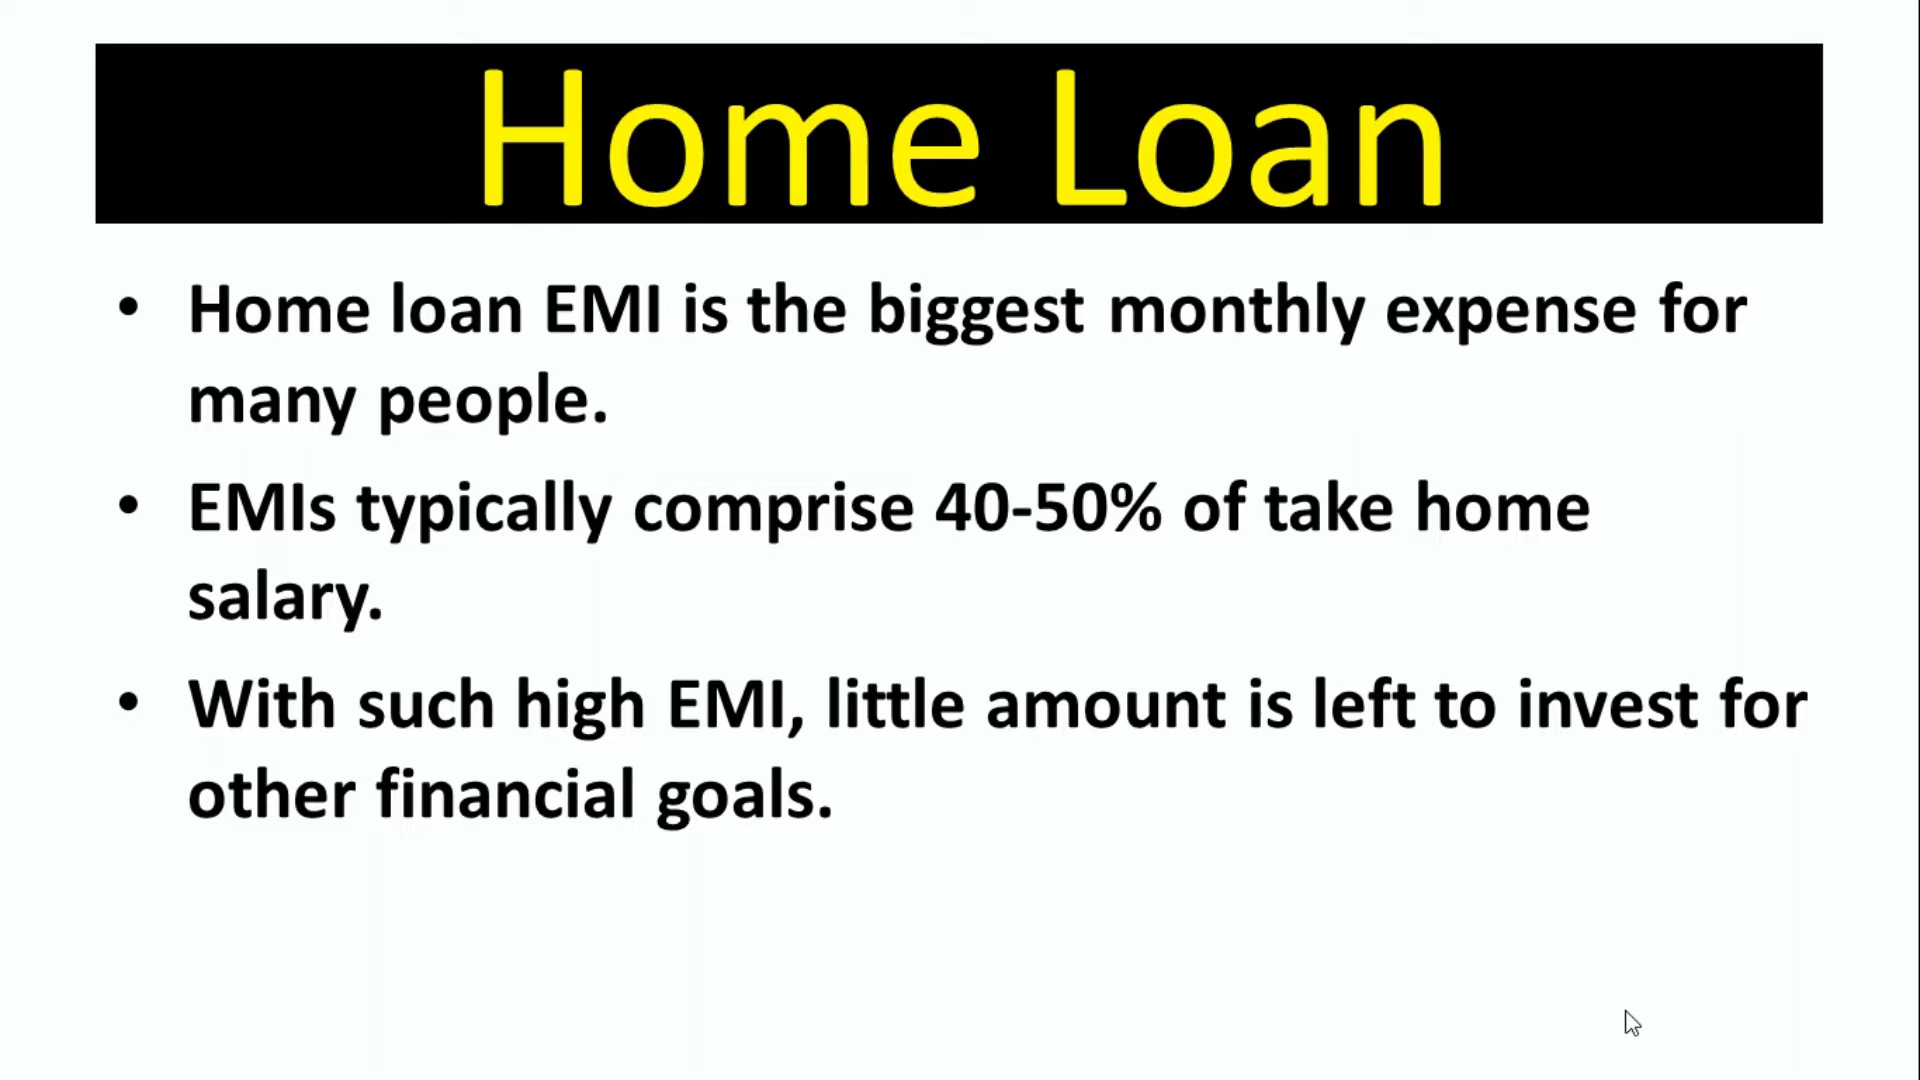 Home Loan
• Home loan EMI is the biggest monthly expense for
many people.
• EMIs typically comprise 40-50% of take home
salary.
• With such high EMI, little amount is left to invest for
other financial goals.